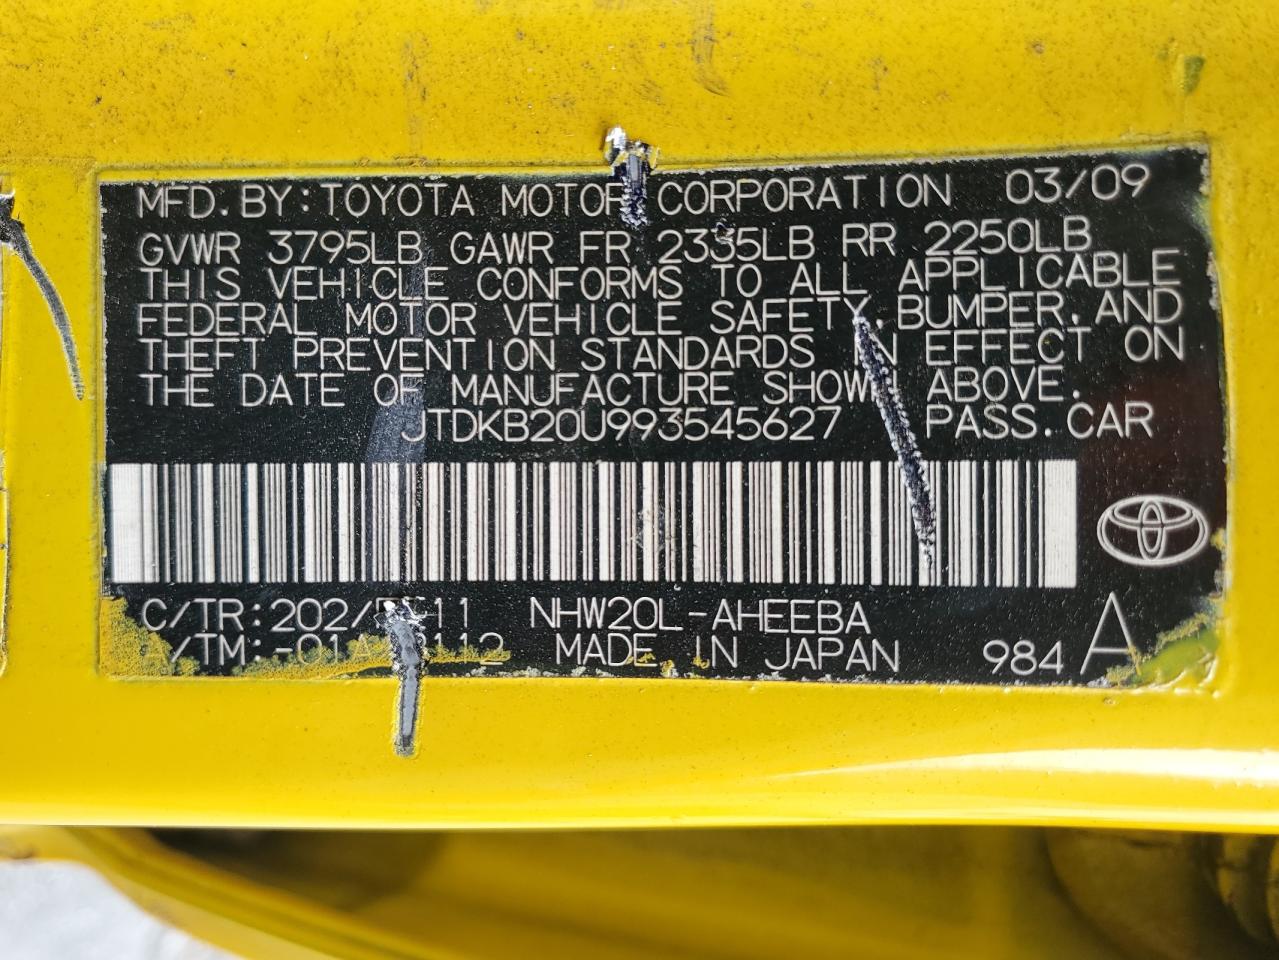 MFD. BY: TOYOTA MOTOR CORPORATION 03/09
GVWR 3795LB GAWR FR 2335LB RR 2250LB
THIS VEHICLE CONFORMS TO ALL APPLICABLE
FEDERAL MOTOR VEHICLE SAFETY, BUMPER, AND
THEFT PREVENTION STANDARDS IN EFFECT ON
THE DATE OF MANUFACTURE SHOWN ABOVE.
JTDKB20U993545627 PASS. CAR
C/TR:202/ NHW20L-AHEEBA
MADE IN JAPAN 984 A